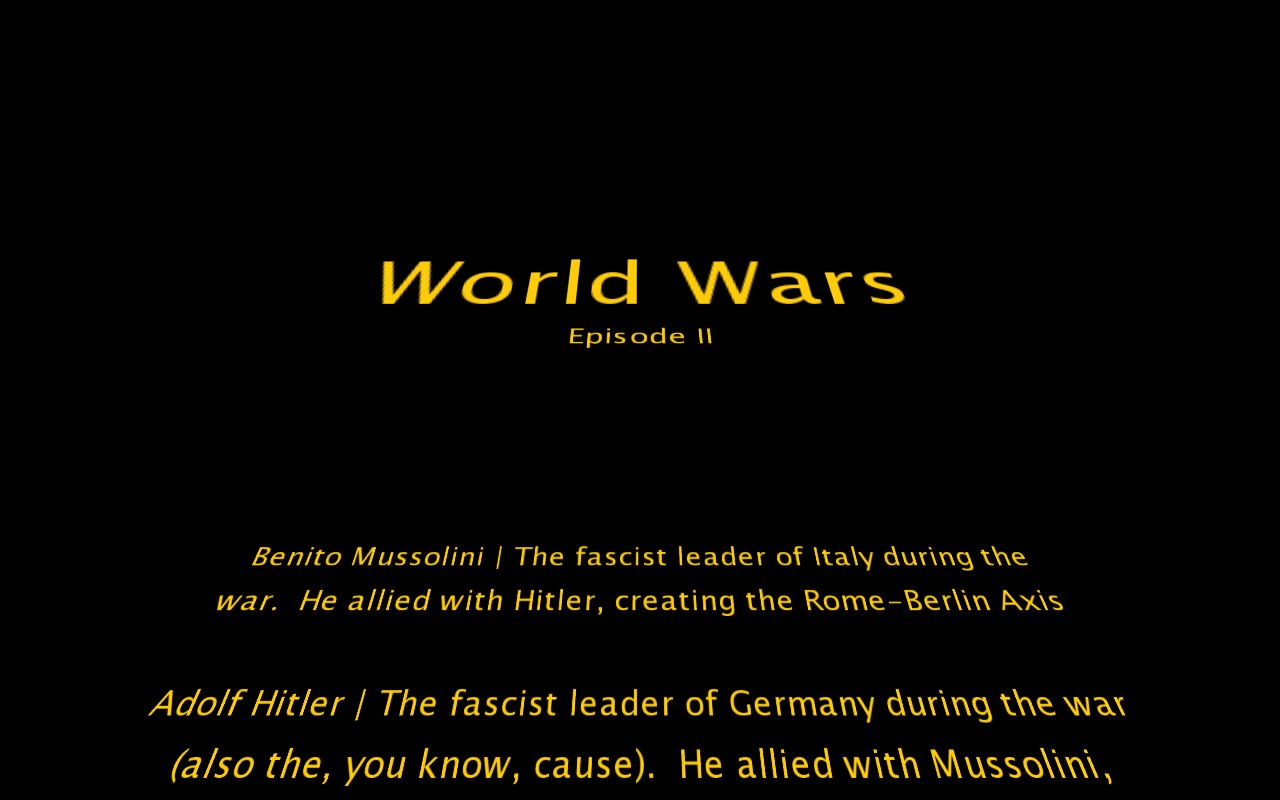 World Wars
Episode II
Benito Mussolini | The fascist leader of Italy during the
war.  He allied with Hitler, creating the Rome-Berlin Axis
Adolf Hitler | The fascist leader of Germany during the war
(also the, you know, cause).  He allied with Mussolini,